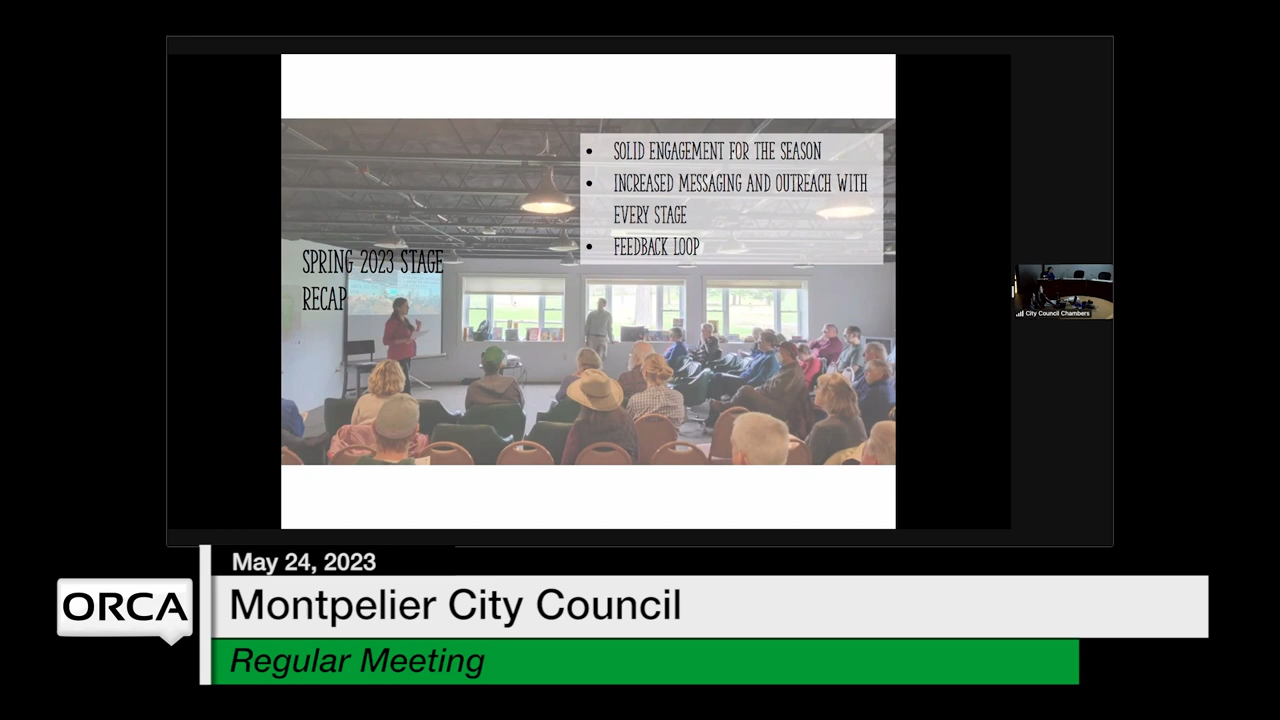 SPRING 2023 STAGE
RECAP
• SOLID ENGAGEMENT FOR THE SEASON
• INCREASED MESSAGING AND OUTREACH WITH
EVERY STAGE
• FEEDBACK LOOP
City Council Chambers
May 24, 2023
ORCA
Montpelier City Council
Regular Meeting